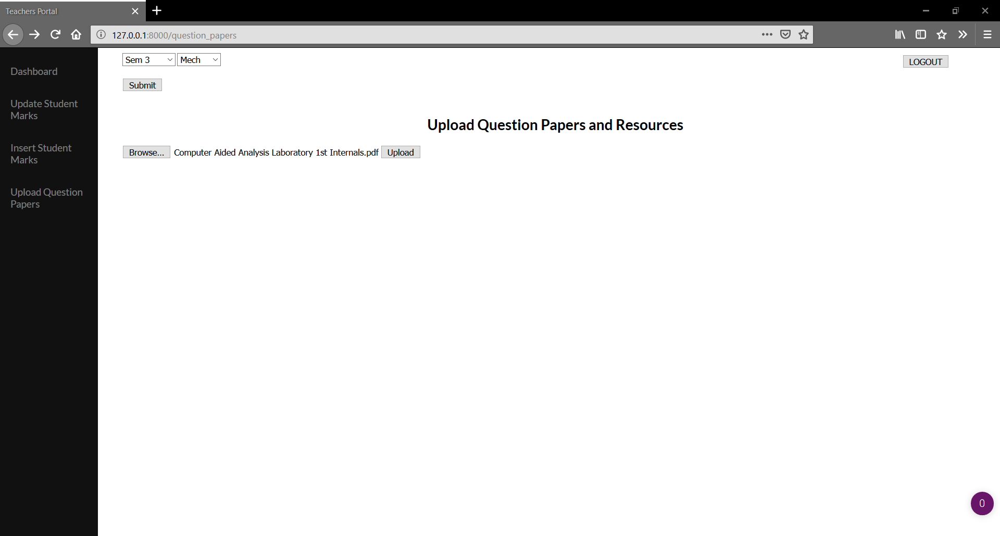 Teachers Portal
127.0.0.1:8000/question_papers
Dashboard
Update Student
Marks
Insert Student
Marks
Upload Question
Papers
Sem 3 Mech
LOGOUT
Submit
Upload Question Papers and Resources
Browse... Computer Aided Analysis Laboratory 1st Internals.pdf Upload
0